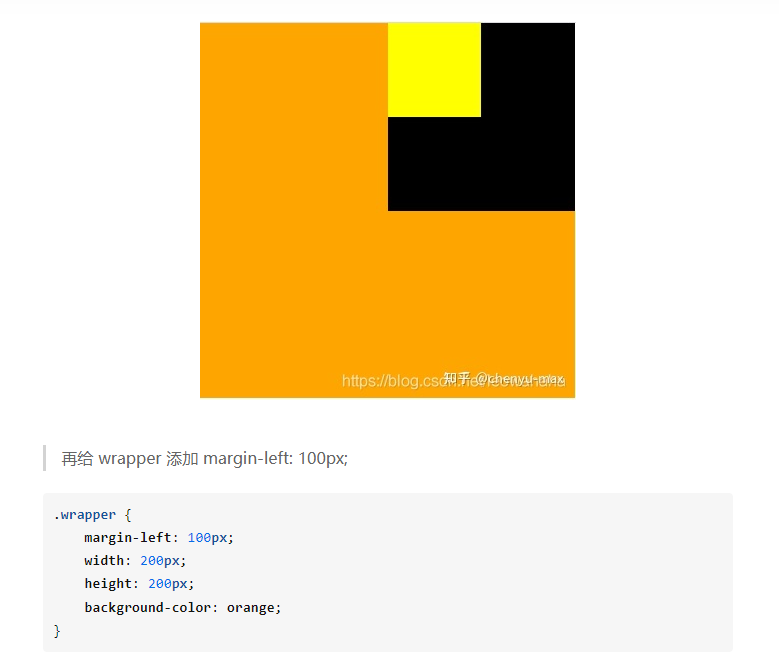 https://blog.csdn.net/
知乎 @chenyu-max
再给 wrapper 添加 margin-left: 100px;
.wrapper {
margin-left: 100px;
width: 200px;
height: 200px;
background-color: orange;
}